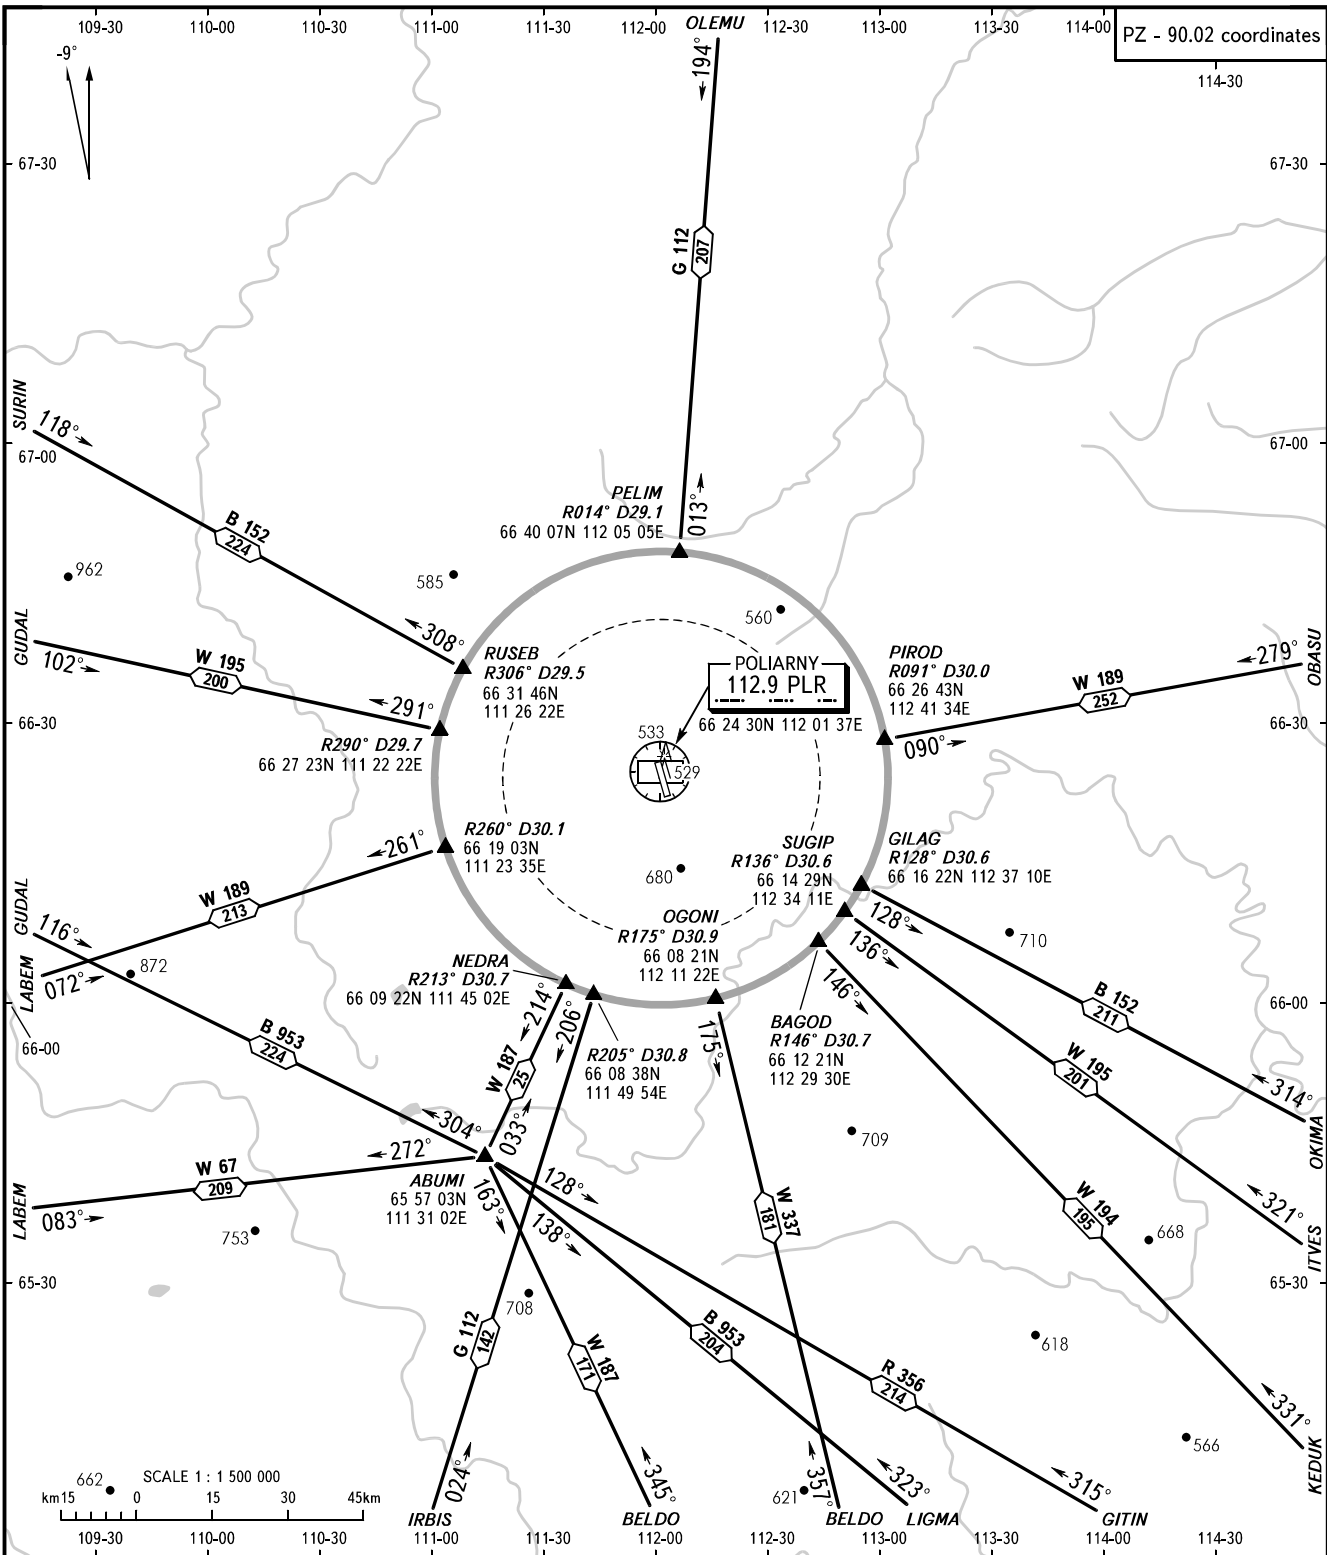 109-30 110-00 110-30 111-00 111-30 112-00 OLEMU 112-30 113-00 113-30 114-00
PZ - 90.02 coordinates
114-30
-9°
194°
67-30 67-30
G 112
207
SURIN
118°
67-00 67-00
B 152
224
PELIM
R014° D29.1
66 40 07N 112 05 05E
013°
962
585
560
GUDAL
102°
W 195
200
308°
291°
RUSEB
R306° D29.5
66 31 46N
111 26 22E
POLIARNY
112.9 PLR
66 24 30N 112 01 37E
533
529
PIROD
R091° D30.0
66 26 43N
112 41 34E
090°
W 189
252
279°
OBASU
66-30 66-30
R290° D29.7
66 27 23N 111 22 22E
R260° D30.1
66 19 03N
111 23 35E
261°
W 189
213
GUDAL
116°
LABEM
072°
872
680
SUGIP
R136° D30.6
66 14 29N
112 34 11E
GILAG
R128° D30.6
66 16 22N 112 37 10E
OGONI
R175° D30.9
66 08 21N
112 11 22E
128°
136°
146°
710
NEDRA
R213° D30.7
66 09 22N 111 45 02E
66-00 66-00
B 953
224
214°
206°
W 187
25
033°
R205° D30.8
66 08 38N
111 49 54E
175°
BAGOD
R146° D30.7
66 12 21N
112 29 30E
B 152
211
W 195
201
314°
OKIMA
709
304°
272°
W 67
209
LABEM
083°
ABUMI
65 57 03N
111 31 02E
163°
128°
138°
753
W 337
181
W 194
195
668
321°
ITVES
65-30 65-30
708
G 112
142
W 187
171
B 953
204
R 356
214
618
566
331°
KEDUK
662
SCALE 1 : 1 500 000
km15 0 15 30 45km
024°
345°
621
357°
323°
315°
IRBIS BELDO BELDO LIGMA GITIN
109-30 110-00 110-30 111-00 111-30 112-00 112-30 113-00 113-30 114-00 114-30